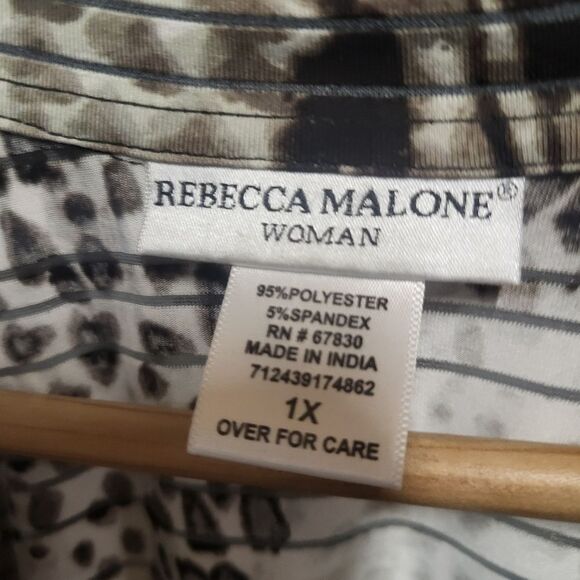 REBECCA MALONE®
WOMAN
95%POLYESTER
5%SPANDEX
RN # 67830
MADE IN INDIA
712439174862
1X
OVER FOR CARE